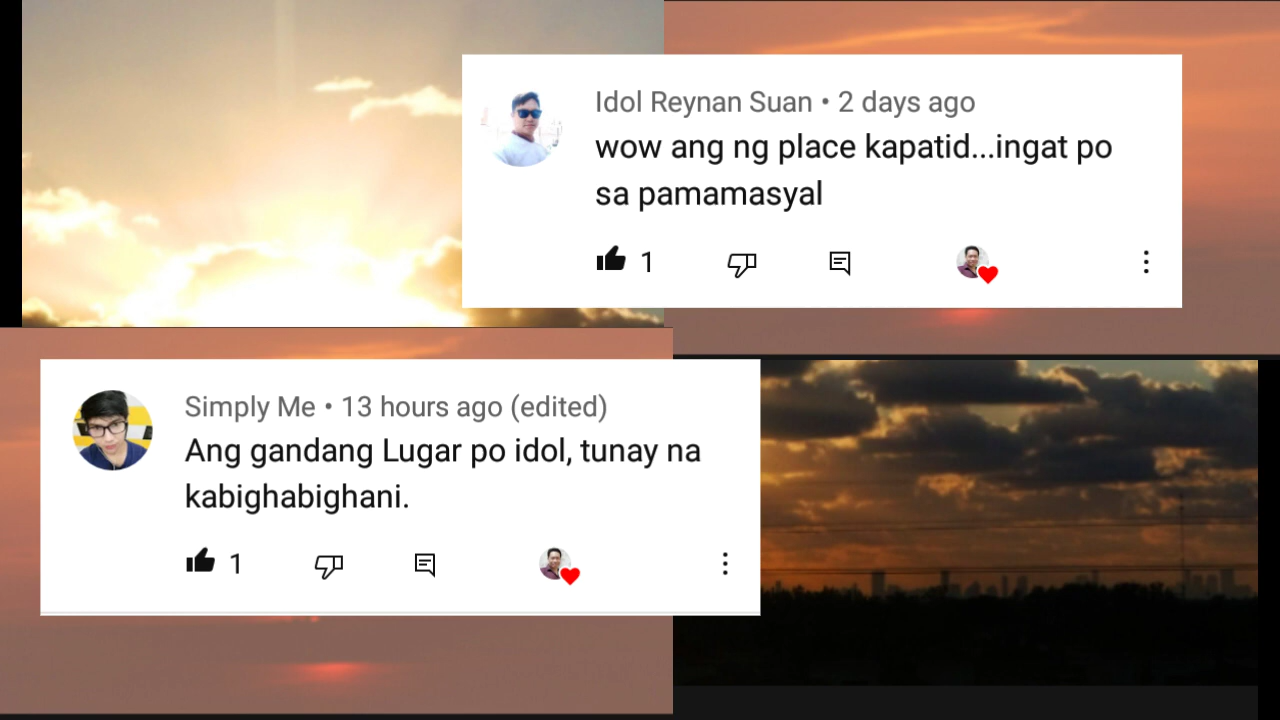 Idol Reynan Suan • 2 days ago
wow ang ng place kapatid...ingat po
sa pamamasyal
1
Simply Me • 13 hours ago (edited)
Ang gandang Lugar po idol, tunay na
kabighabighani.
1